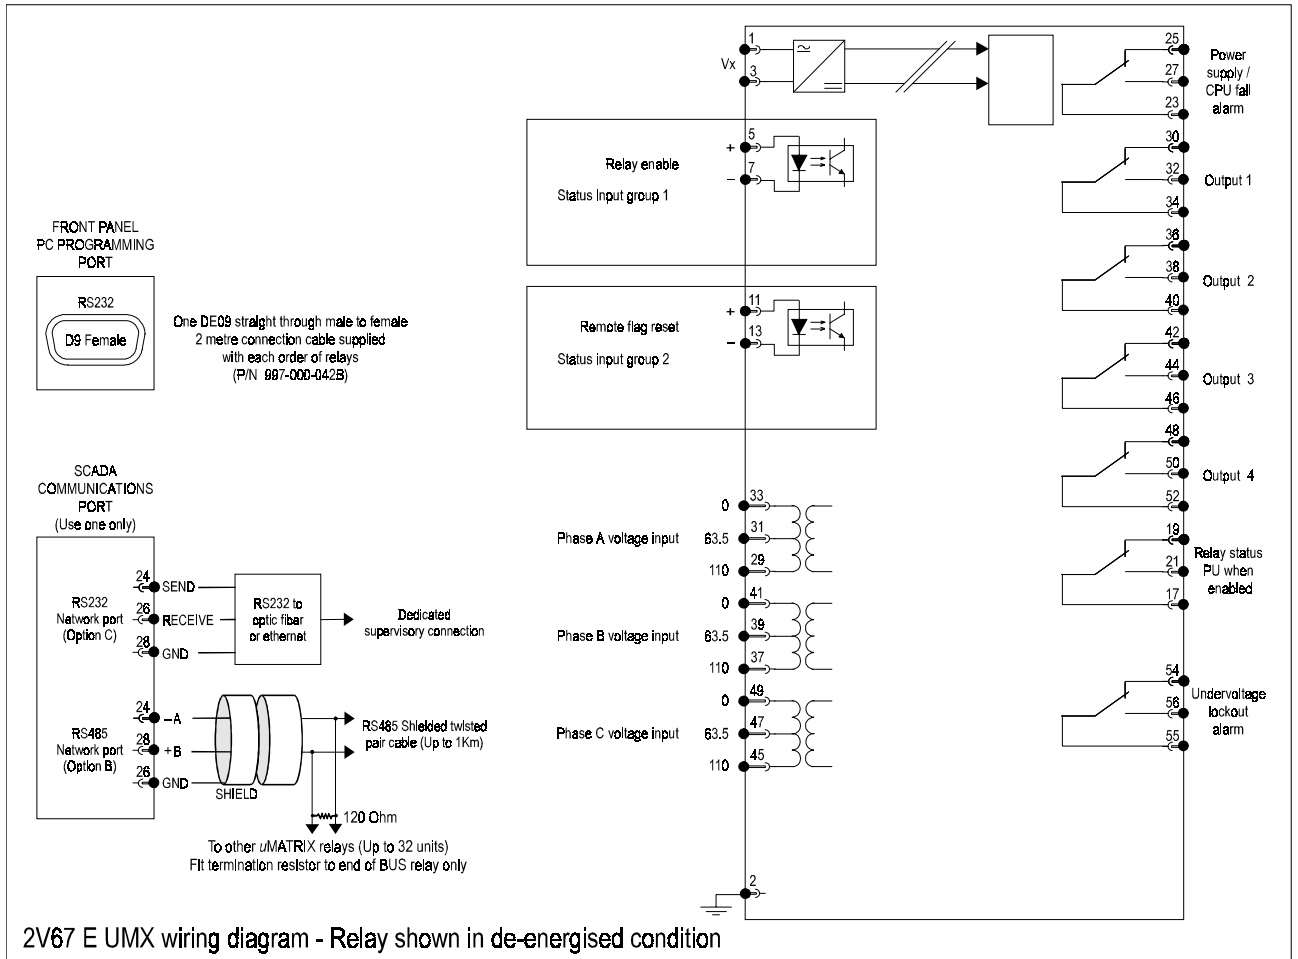 FRONT PANEL
PC PROGRAMMING
PORT
RS232
D9 Female
One DE09 straight through male to female
2 metre connection cable supplied
with each order of relays
(P/N 997-000-042B)
SCADA
COMMUNICATIONS
PORT
(Use one only)
24
SEND
RS232
Network port
(Option C)
26
RECEIVE
28
GND
RS232 to
optic fibar
or ethernet
Dedicated
supervisory connection
24
–A
RS485
Network port
(Option B)
28
+B
26
GND
SHIELD
RS485 Shielded twisted
pair cable (Up to 1Km)
120 Ohm
To other uMATRIX relays (Up to 32 units)
Fit termination resistor to end of BUS relay only
Vx
1
3
Relay enable
Status Input group 1
+
5
–
7
Remote flag reset
Status input group 2
+
11
–
13
Phase A voltage input
0
33
63.5
31
110
29
Phase B voltage input
0
41
63.5
39
110
37
Phase C voltage input
0
49
63.5
47
110
45
2
25
27
23
Power
supply /
CPU fail
alarm
30
32
34
Output 1
36
38
40
Output 2
42
44
46
Output 3
48
50
52
Output 4
19
21
17
Relay status
PU when
enabled
54
56
55
Undervoltage
lockout
alarm
2V67 E UMX wiring diagram - Relay shown in de-energised condition